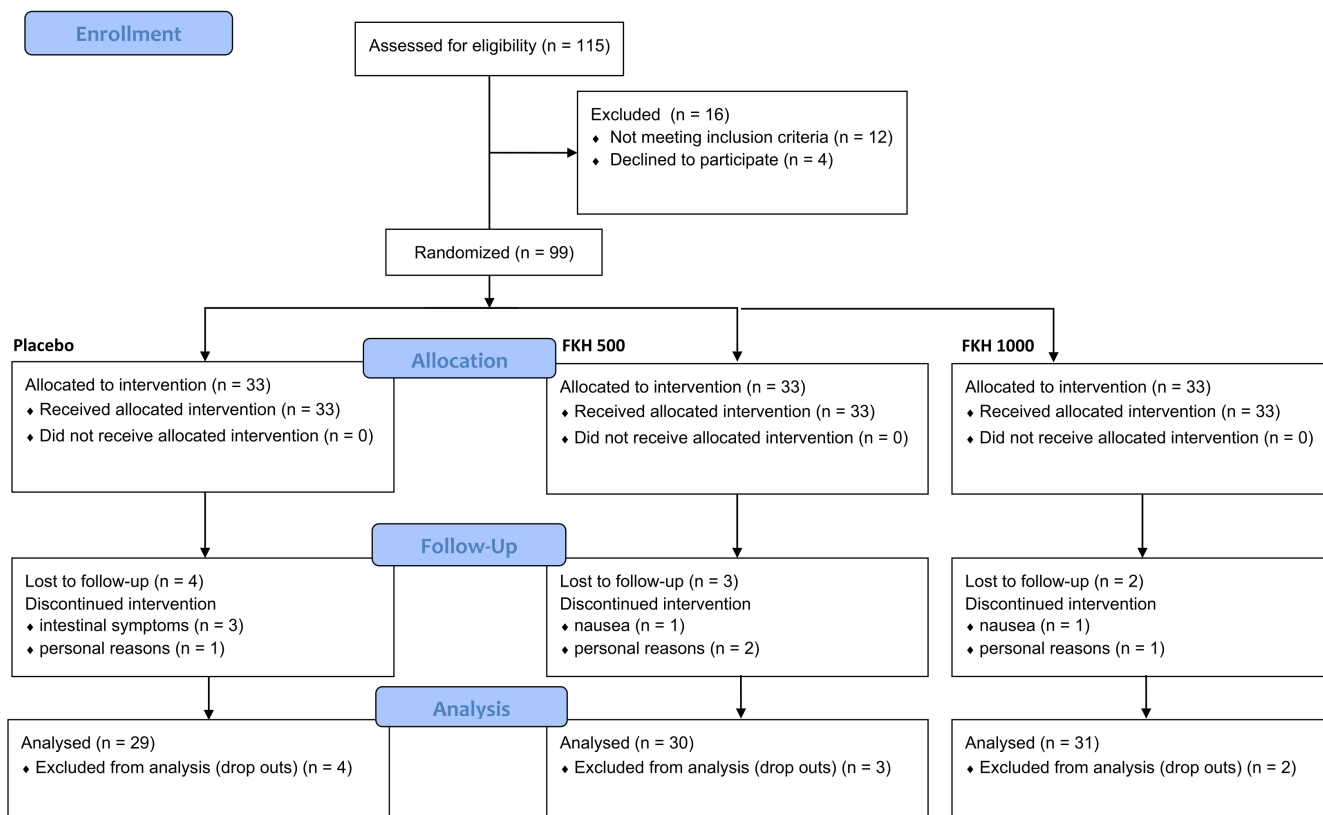 Enrollment
Assessed for eligibility (n = 115)
Excluded (n = 16)
♦ Not meeting inclusion criteria (n = 12)
♦ Declined to participate (n = 4)
Randomized (n = 99)
Allocation
Placebo
Allocated to intervention (n = 33)
♦ Received allocated intervention (n = 33)
♦ Did not receive allocated intervention (n = 0)
FKH 500
Allocated to intervention (n = 33)
♦ Received allocated intervention (n = 33)
♦ Did not receive allocated intervention (n = 0)
FKH 1000
Allocated to intervention (n = 33)
♦ Received allocated intervention (n = 33)
♦ Did not receive allocated intervention (n = 0)
Follow-Up
Lost to follow-up (n = 4)
Discontinued intervention
♦ intestinal symptoms (n = 3)
♦ personal reasons (n = 1)
Lost to follow-up (n = 3)
Discontinued intervention
♦ nausea (n = 1)
♦ personal reasons (n = 2)
Lost to follow-up (n = 2)
Discontinued intervention
♦ nausea (n = 1)
♦ personal reasons (n = 1)
Analysis
Analysed (n = 29)
♦ Excluded from analysis (drop outs) (n = 4)
Analysed (n = 30)
♦ Excluded from analysis (drop outs) (n = 3)
Analysed (n = 31)
♦ Excluded from analysis (drop outs) (n = 2)